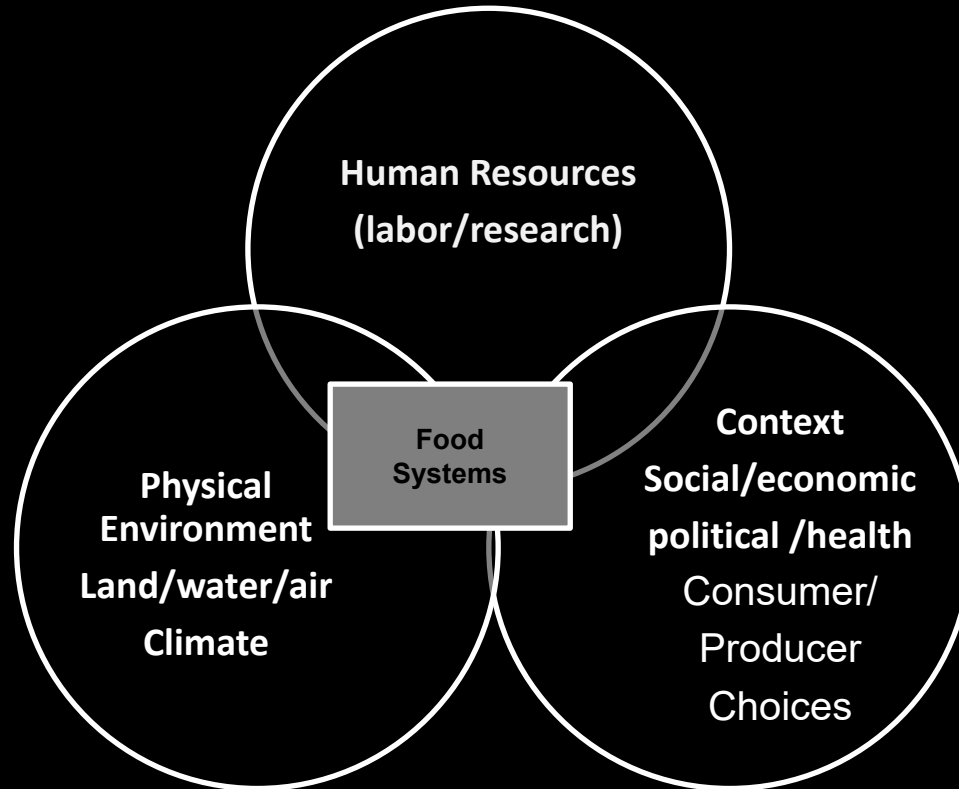 Human Resources
(labor/research)
Food
Systems
Physical
Environment
Land/water/air
Climate
Context
Social/economic
political /health
Consumer/
Producer
Choices